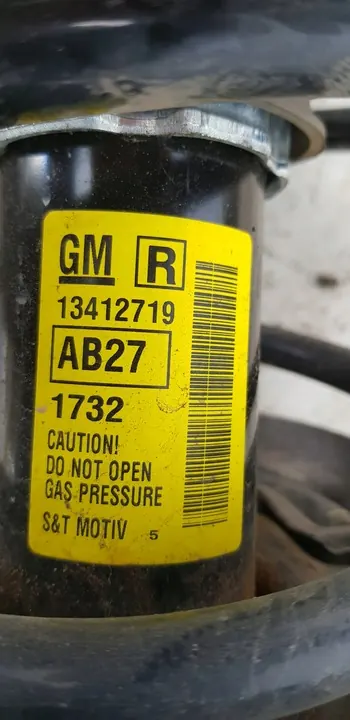 GM R
13412719
AB27
1732
CAUTION!
DO NOT OPEN
GAS PRESSURE
S&T MOTIV 5